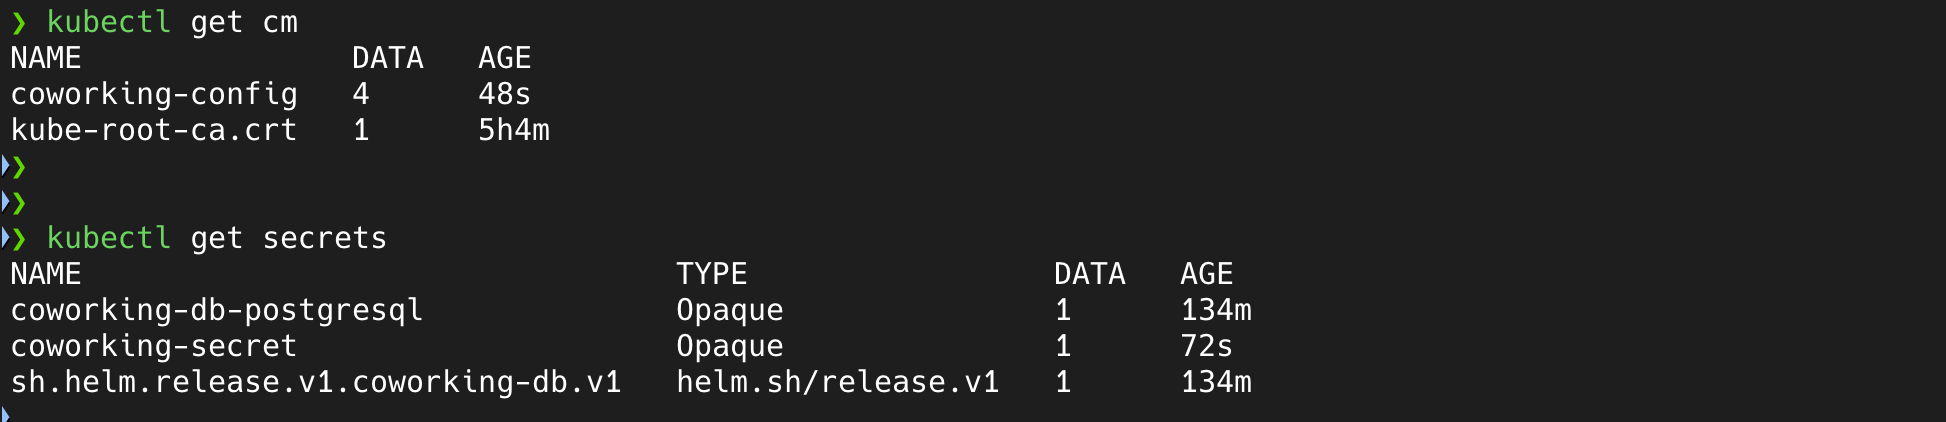 ❯ kubectl get cm
NAME               DATA   AGE
coworking-config   4      48s
kube-root-ca.crt   1      5h4m
❯
❯
❯ kubectl get secrets
NAME                                 TYPE                 DATA   AGE
coworking-db-postgresql              Opaque               1      134m
coworking-secret                     Opaque               1      72s
sh.helm.release.v1.coworking-db.v1   helm.sh/release.v1   1      134m